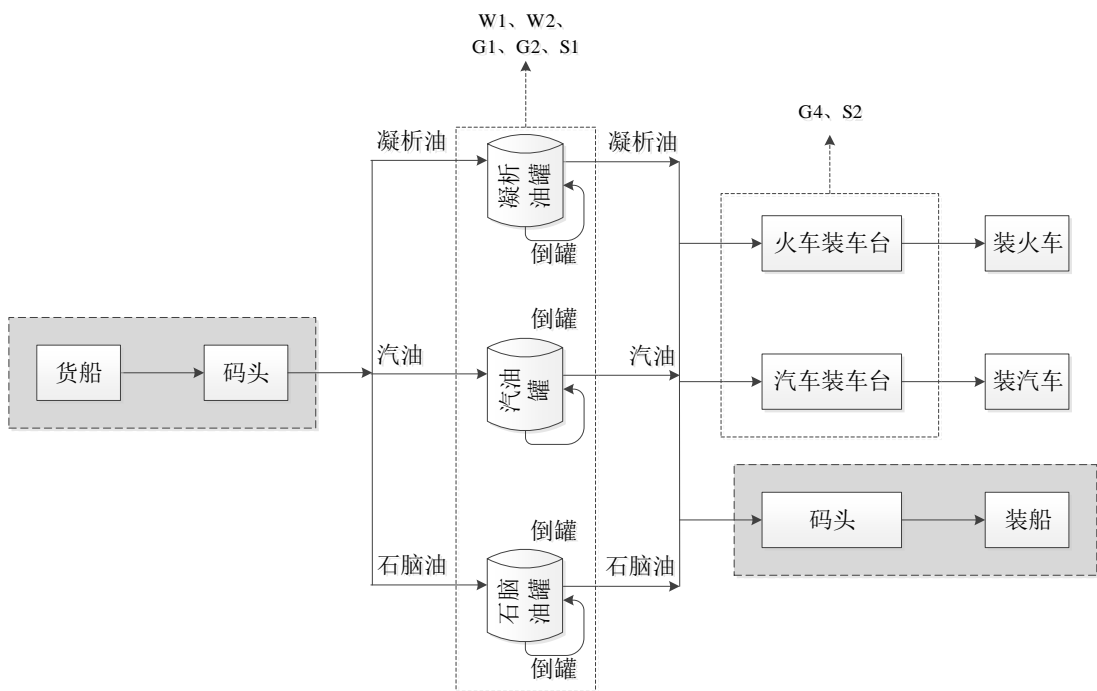 W1、W2、
G1、G2、S1
G4、S2
凝析油
凝析
油罐
凝析油
倒罐
火车装车台
装火车
倒罐
货船
码头
汽油
汽油
罐
汽油
汽车装车台
装汽车
倒罐
码头
装船
石脑油
石脑
油罐
石脑油
倒罐